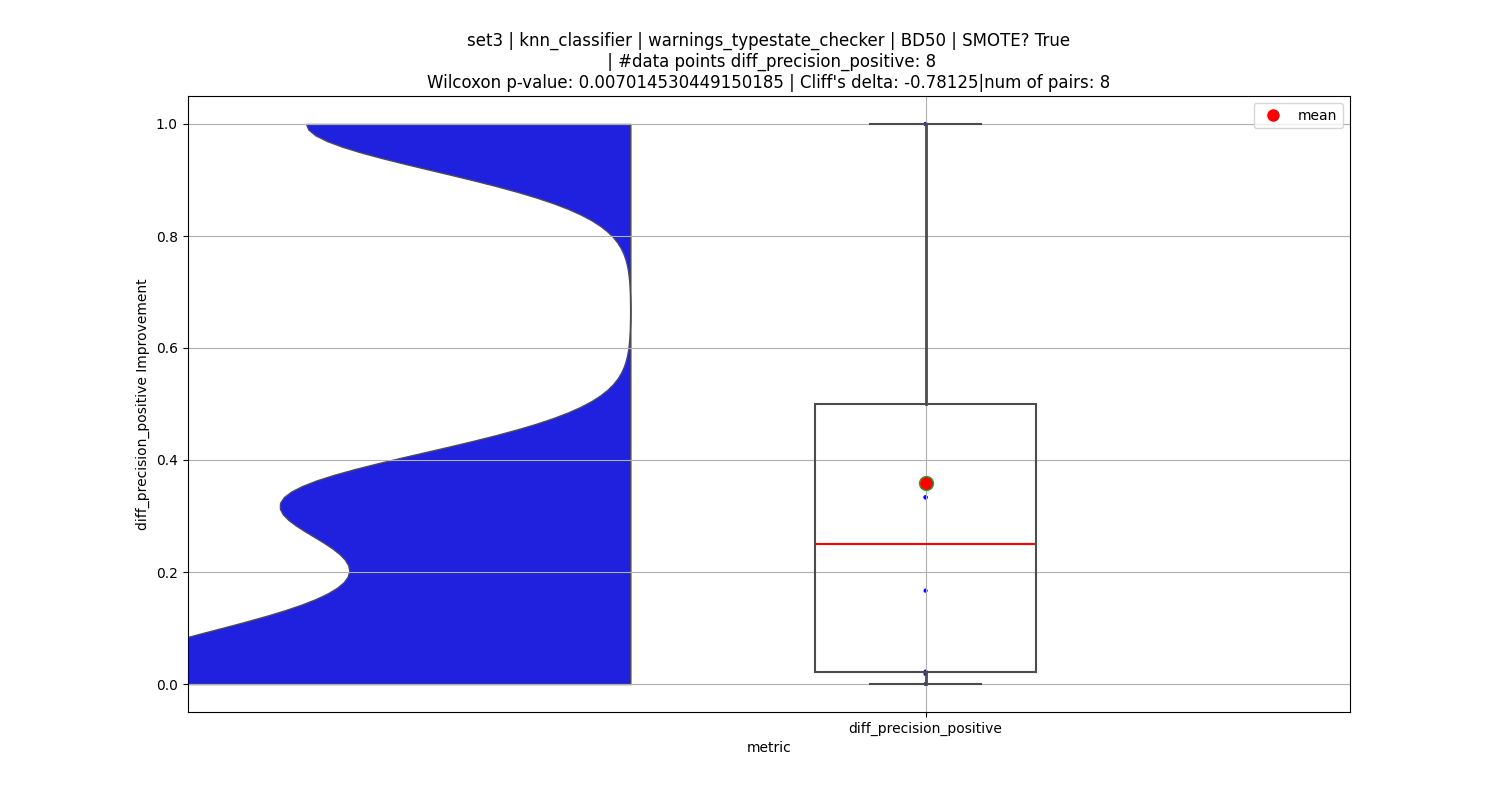 set3 | knn_classifier | warnings_typestate_checker | BD50 | SMOTE? True
| #data points diff_precision_positive: 8
Wilcoxon p-value: 0.007014530449150185 | Cliff's delta: -0.78125|num of pairs: 8
mean
1.0
0.8
0.6
0.4
0.2
0.0
diff_precision_positive Improvement
diff_precision_positive
metric